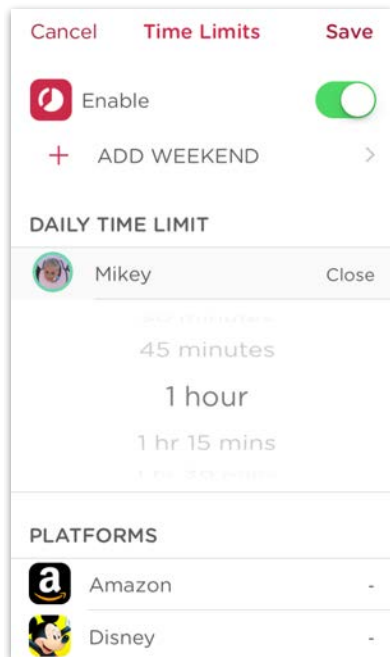 Cancel Time Limits Save
Enable
+ ADD WEEKEND >
DAILY TIME LIMIT
Mikey Close
45 minutes
1 hour
1 hr 15 mins
PLATFORMS
a Amazon -
Disney -